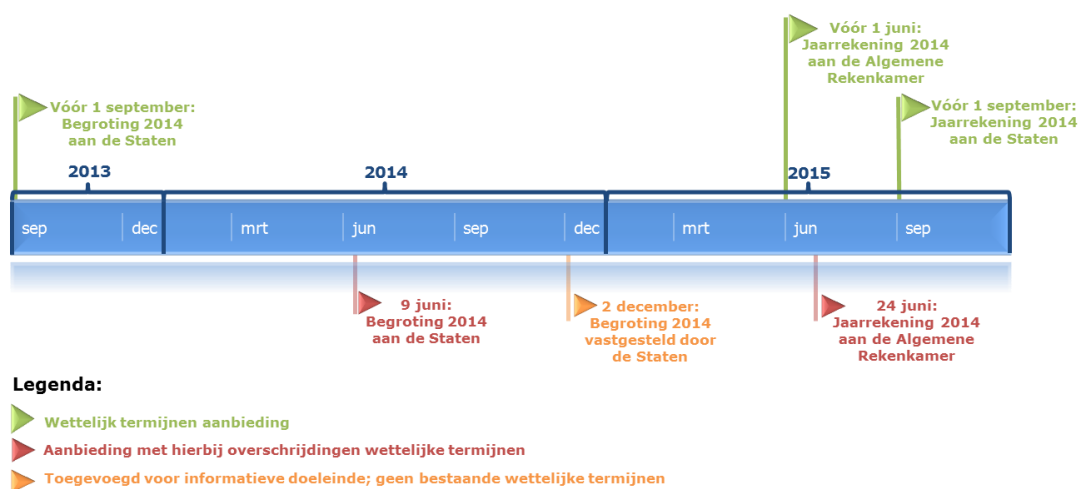 Vóór 1 juni:
Jaarrekening 2014
aan de Algemene
Rekenkamer
Vóór 1 september:
Begroting 2014
aan de Staten
Vóór 1 september:
Jaarrekening 2014
aan de Staten
2013
2014
2015
sep
dec
mrt
jun
sep
dec
mrt
jun
sep
9 juni:
Begroting 2014
aan de Staten
2 december:
Begroting 2014
vastgesteld door
de Staten
24 juni:
Jaarrekening 2014
aan de Algemene
Rekenkamer
Legenda:
Wettelijk termijnen aanbieding
Aanbieding met hierbij overschrijdingen wettelijke termijnen
Toegevoegd voor informatieve doeleinde; geen bestaande wettelijke termijnen